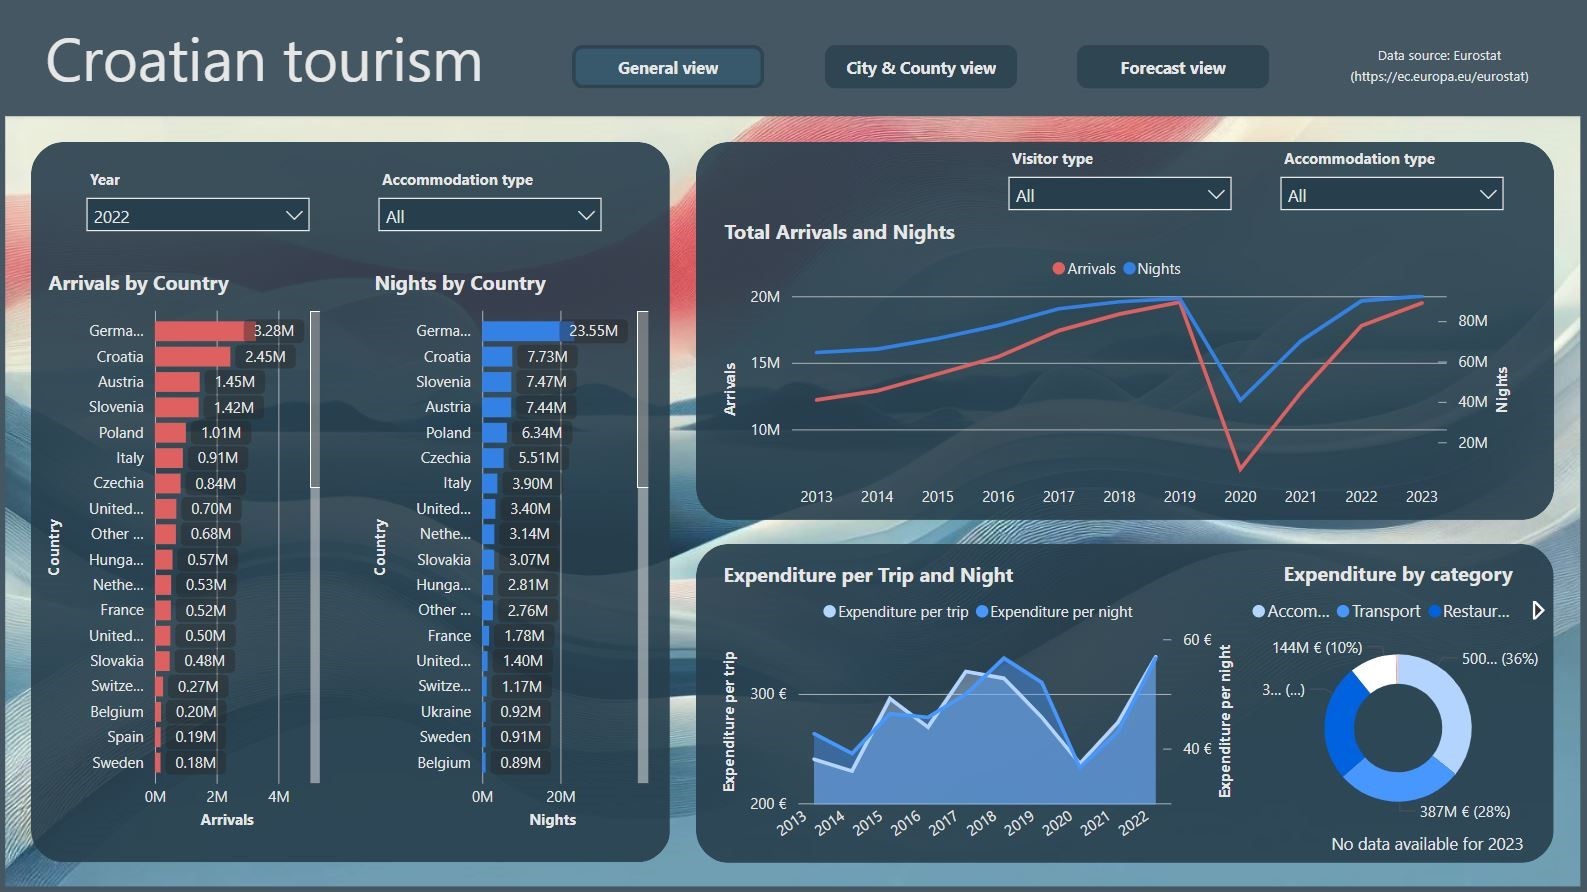 Croatian tourism
General view
City & County view
Forecast view
Data source: Eurostat
(https://ec.europa.eu/eurostat)
Year
2022
Accommodation type
All
Arrivals by Country
Country
Germa... 3.28M
Croatia 2.45M
Austria 1.45M
Slovenia 1.42M
Poland 1.01M
Italy 0.91M
Czechia 0.84M
United... 0.70M
Other ... 0.68M
Hunga... 0.57M
Nethe... 0.53M
France 0.52M
United... 0.50M
Slovakia 0.48M
Switze... 0.27M
Belgium 0.20M
Spain 0.19M
Sweden 0.18M
0M 2M 4M
Arrivals
Nights by Country
Country
Germa... 23.55M
Croatia 7.73M
Slovenia 7.47M
Austria 7.44M
Poland 6.34M
Czechia 5.51M
Italy 3.90M
United... 3.40M
Nethe... 3.14M
Slovakia 3.07M
Hunga... 2.81M
Other ... 2.76M
France 1.78M
United... 1.40M
Switze... 1.17M
Ukraine 0.92M
Sweden 0.91M
Belgium 0.89M
0M 20M
Nights
Visitor type
All
Accommodation type
All
Total Arrivals and Nights
Arrivals Nights
Arrivals
20M
15M
10M
80M
60M
40M
20M
Nights
2013 2014 2015 2016 2017 2018 2019 2020 2021 2022 2023
Expenditure per Trip and Night
Expenditure per trip Expenditure per night
Expenditure per trip
300 €
200 €
60 €
40 €
Expenditure per night
2013 2014 2015 2016 2017 2018 2019 2020 2021 2022
Expenditure by category
Accom... Transport Restaur...
144M € (10%)
500... (36%)
3... (...)
387M € (28%)
No data available for 2023